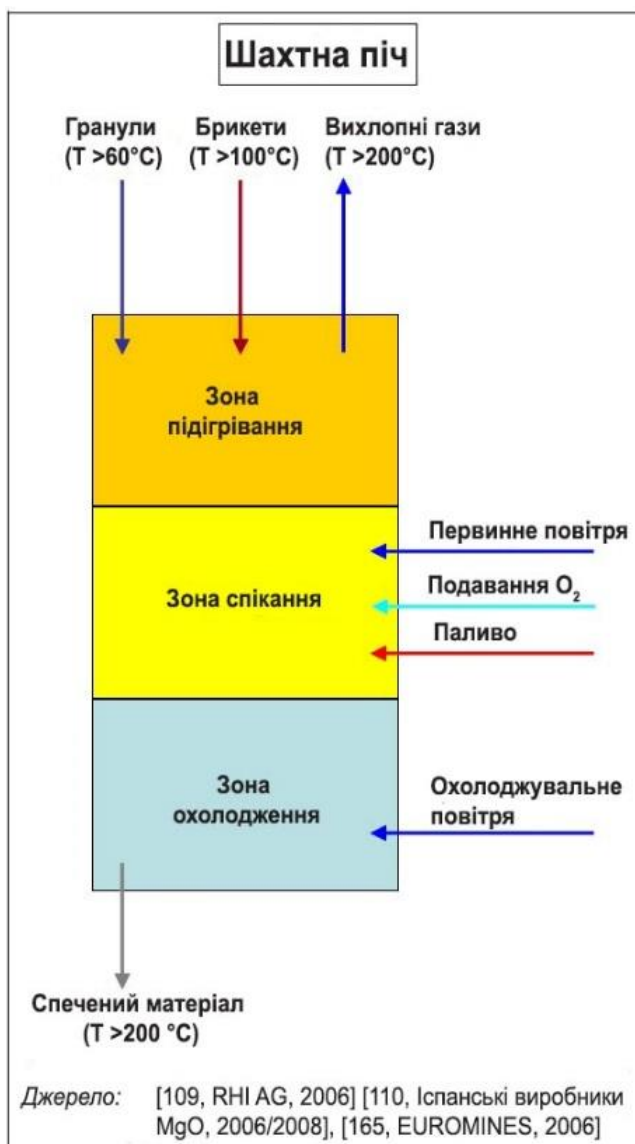 Шахтна піч
Гранули
(T >60°C)
Брикети
(T >100°C)
Вихлопні гази
(T >200°C)
Зона
підігрівання
Первинне повітря
Подавання O₂
Паливо
Зона спікання
Зона
охолодження
Охолоджувальне
повітря
Спечений матеріал
(T >200 °C)
Джерело: [109, RHI AG, 2006] [110, Іспанські виробники
MgO, 2006/2008], [165, EUROMINES, 2006]